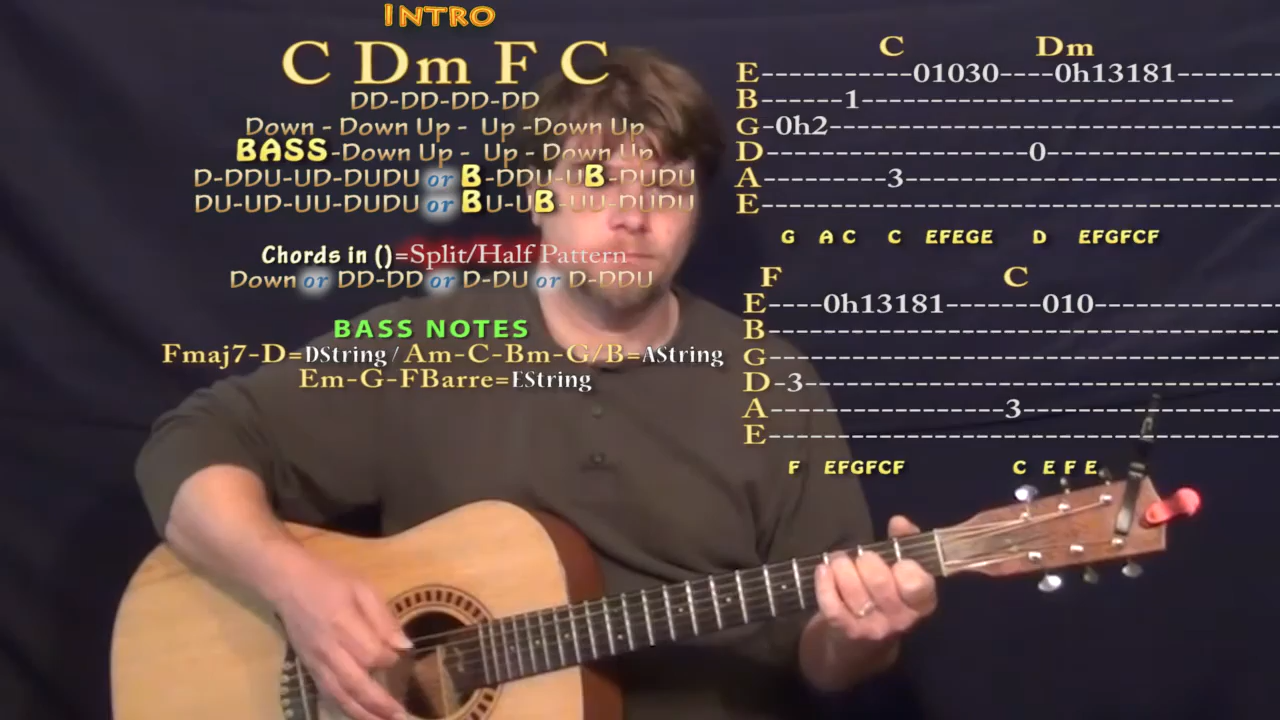 INTRO
C Dm F C
DD-DD-DD-DD
Down - Down Up - Up -Down Up
BASS-Down Up - Up - Down Up
D-DDU-UD-DUDU or B-DDU-UB-DUDU
DU-UD-UU-DUDU or BU-UB-UU-DUDU
Chords in ()=Split/Half Pattern
Down or DD-DD or D-DU or D-DDU
BASS NOTES
Fmaj7-D=DString / Am-C-Bm-G/B=AString
Em-G-FBarre=EString
C Dm
E-----------01030----0h13181--------
B------1---------------------------
G-0h2---------------------------------
D-------------------0------------------
A---------3----------------------------
E--------------------------------------
G A C C EFEGE D EFGFCF
F C
E----0h13181-------010-------------
B--------------------------------------
G--------------------------------------
D-3------------------------------------
A-----------------3--------------------
E--------------------------------------
F EFGFCF C E F E